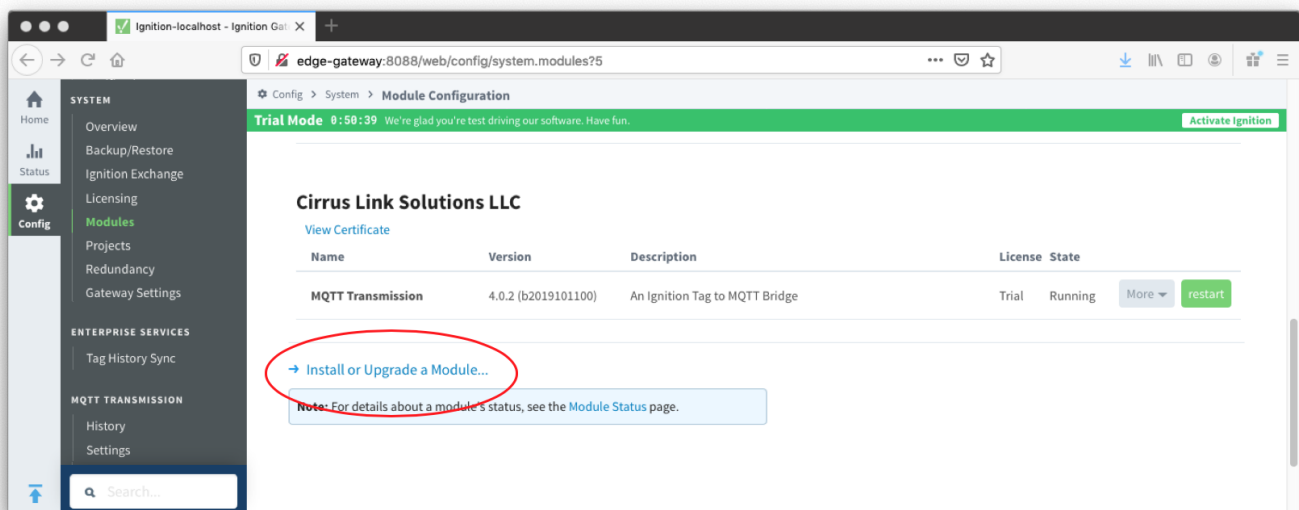 Ignition-localhost - Ignition Gat
edge-gateway:8088/web/config/system.modules?5
Home
Status
Config
SYSTEM
Overview
Backup/Restore
Ignition Exchange
Licensing
Modules
Projects
Redundancy
Gateway Settings
ENTERPRISE SERVICES
Tag History Sync
MQTT TRANSMISSION
History
Settings
Search...
Config > System > Module Configuration
Trial Mode 0:50:39 We're glad you're test driving our software. Have fun.
Activate Ignition
Cirrus Link Solutions LLC
View Certificate
Name Version Description License State
MQTT Transmission 4.0.2 (b2019101100) An Ignition Tag to MQTT Bridge Trial Running More restart
→ Install or Upgrade a Module...
Note: For details about a module's status, see the Module Status page.